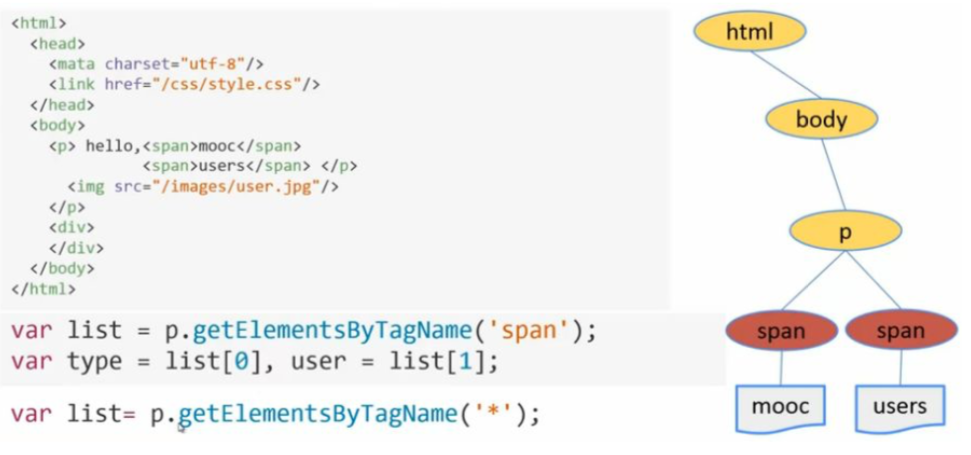 <html>
<head>
<mata charset="utf-8"/>
<link href="/css/style.css"/>
</head>
<body>
<p> hello,<span>mooc</span>
<span>users</span> </p>
<img src="/images/user.jpg"/>
</p>
<div>
</div>
</body>
</html>
var list = p.getElementsByTagName('span');
var type = list[0], user = list[1];
var list= p.getElementsByTagName('*');
html
body
p
span span
mooc users